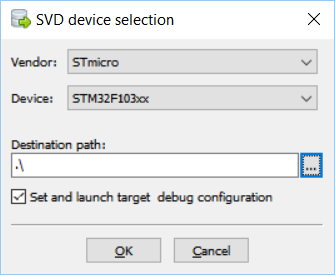 SVD device selection
Vendor: STmicro
Device: STM32F103xx
Destination path:
.\ ...
Set and launch target debug configuration
OK Cancel